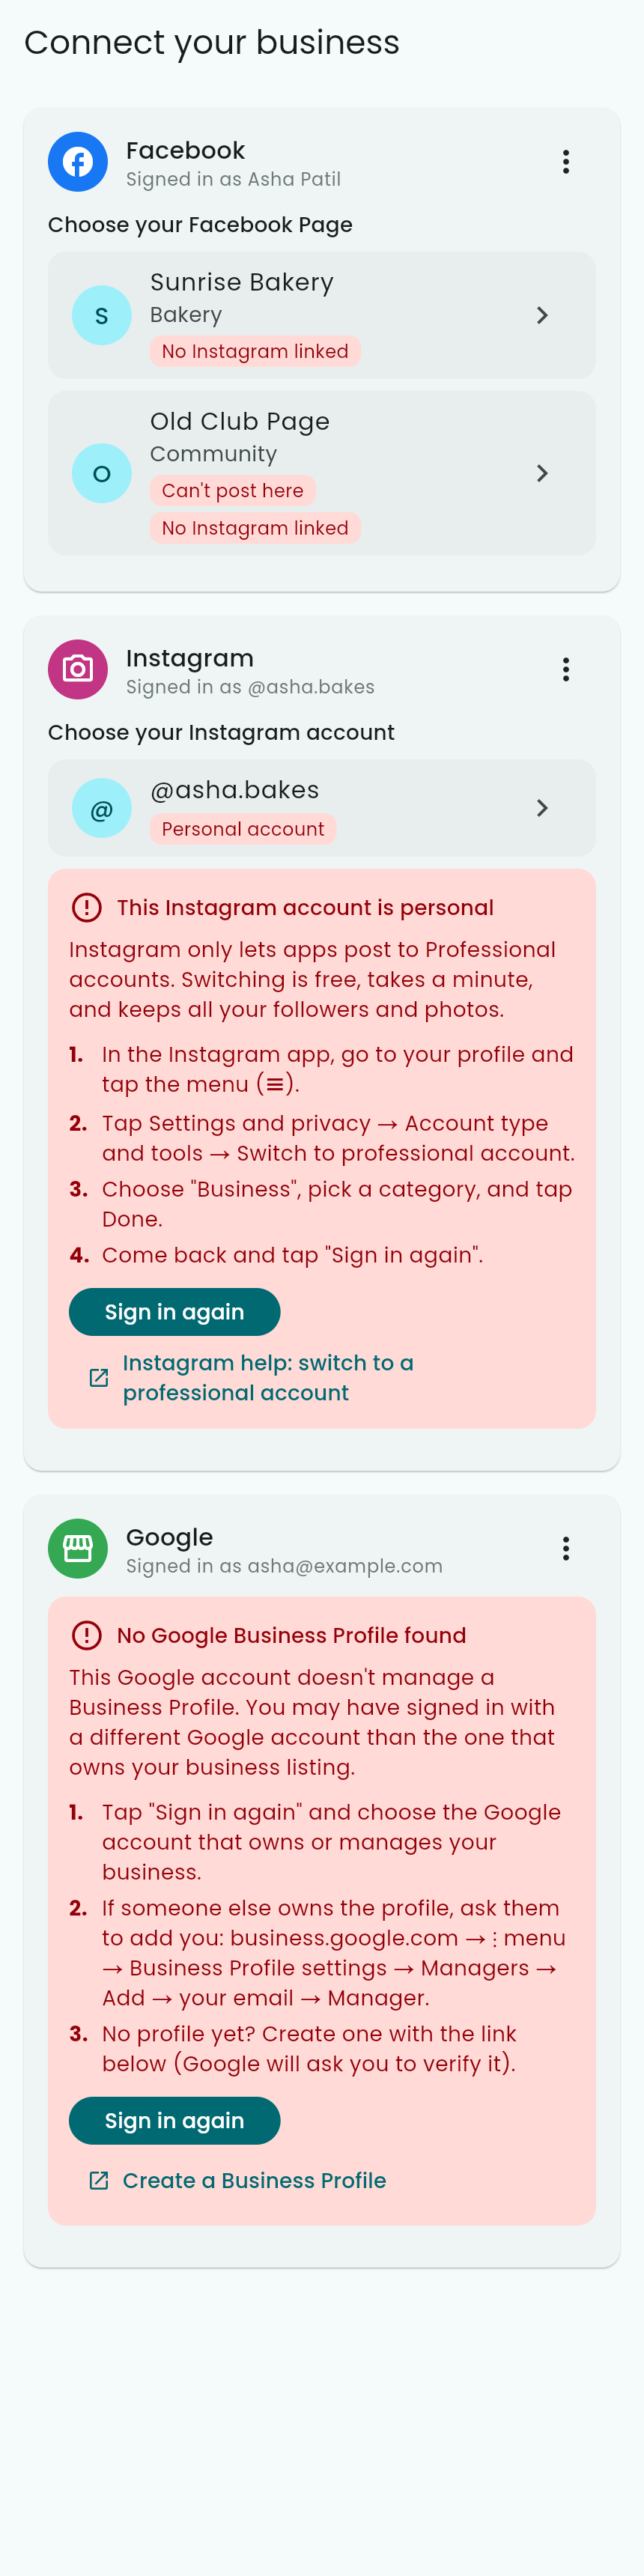 Connect your business
Facebook
Signed in as Asha Patil
Choose your Facebook Page
S
Sunrise Bakery
Bakery
No Instagram linked
O
Old Club Page
Community
Can't post here
No Instagram linked
Instagram
Signed in as @asha.bakes
Choose your Instagram account
@
@asha.bakes
Personal account
This Instagram account is personal
Instagram only lets apps post to Professional
accounts. Switching is free, takes a minute,
and keeps all your followers and photos.
1. In the Instagram app, go to your profile and
tap the menu (≡).
2. Tap Settings and privacy → Account type
and tools → Switch to professional account.
3. Choose "Business", pick a category, and tap
Done.
4. Come back and tap "Sign in again".
Sign in again
Instagram help: switch to a
professional account
Google
Signed in as asha@example.com
No Google Business Profile found
This Google account doesn't manage a
Business Profile. You may have signed in with
a different Google account than the one that
owns your business listing.
1. Tap "Sign in again" and choose the Google
account that owns or manages your
business.
2. If someone else owns the profile, ask them
to add you: business.google.com → ⋮ menu
→ Business Profile settings → Managers →
Add → your email → Manager.
3. No profile yet? Create one with the link
below (Google will ask you to verify it).
Sign in again
Create a Business Profile